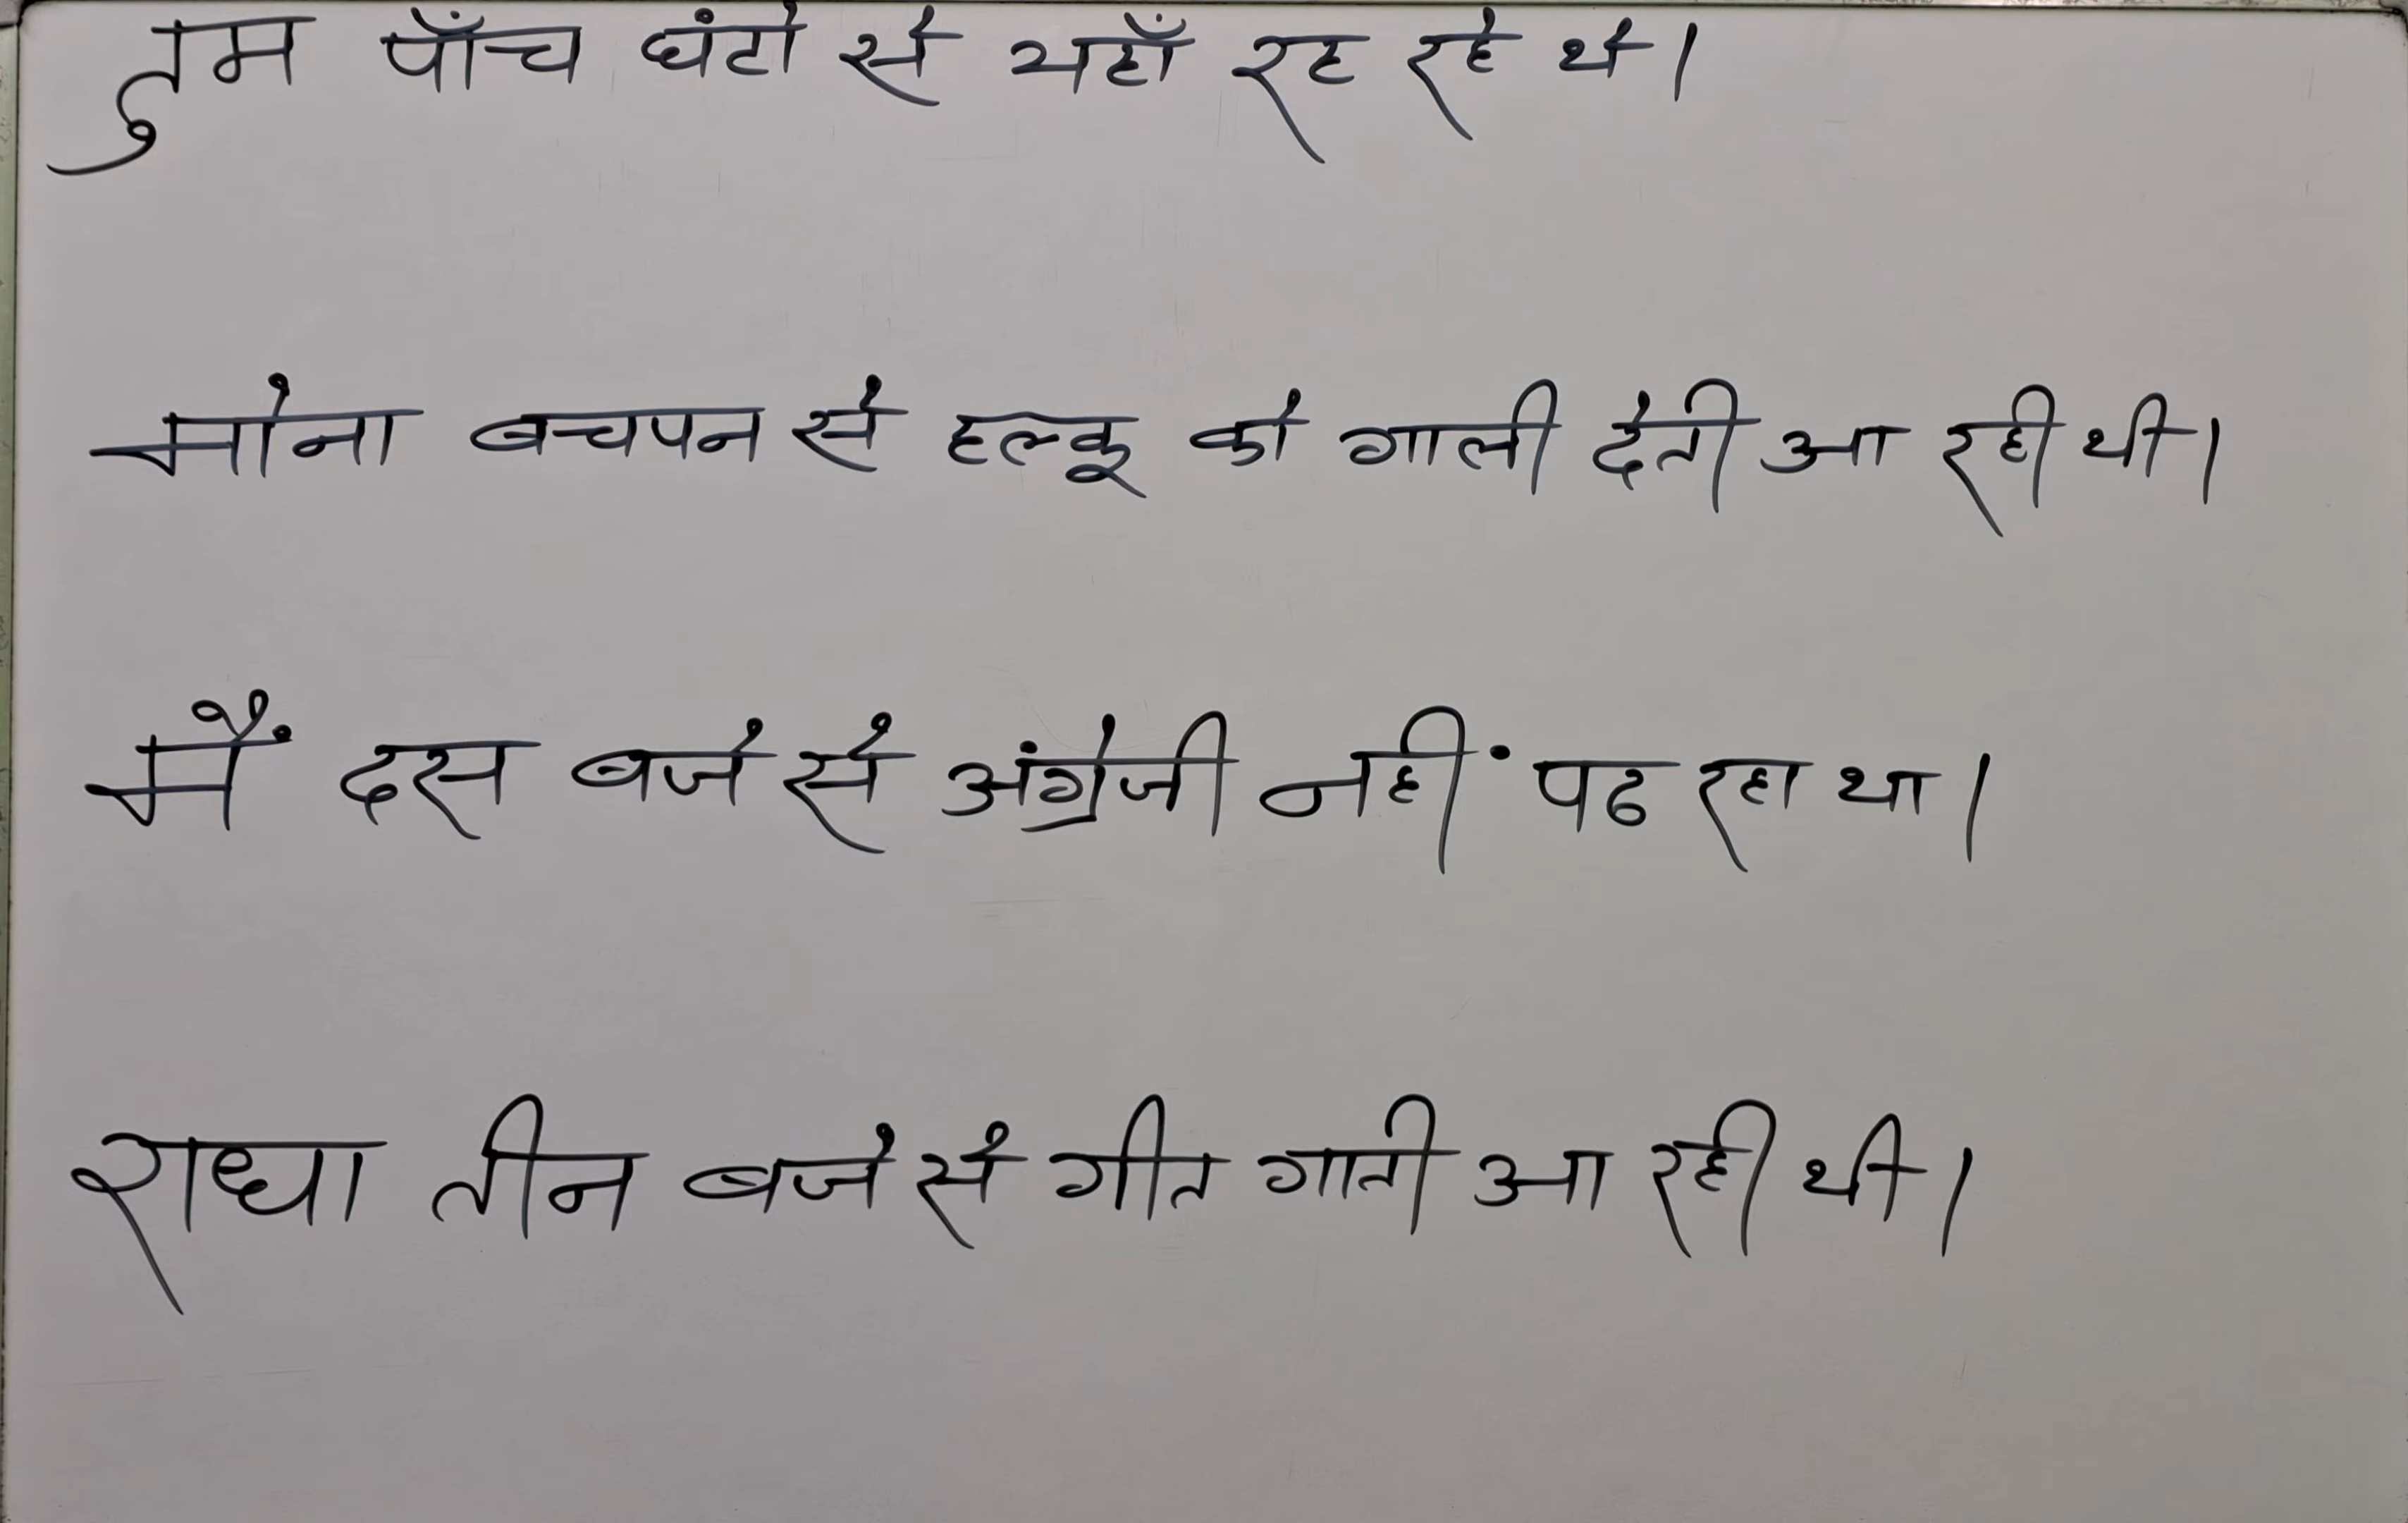 तुम पाँच घंटो से यहाँ रह रहे थे।
मोना बचपन से हल्कू को गाली देती आ रही थी।
मैं दस बजे से अंग्रेजी नहीं पढ रहा था।
राधा तीन बजे से गीत गाती आ रही थी।